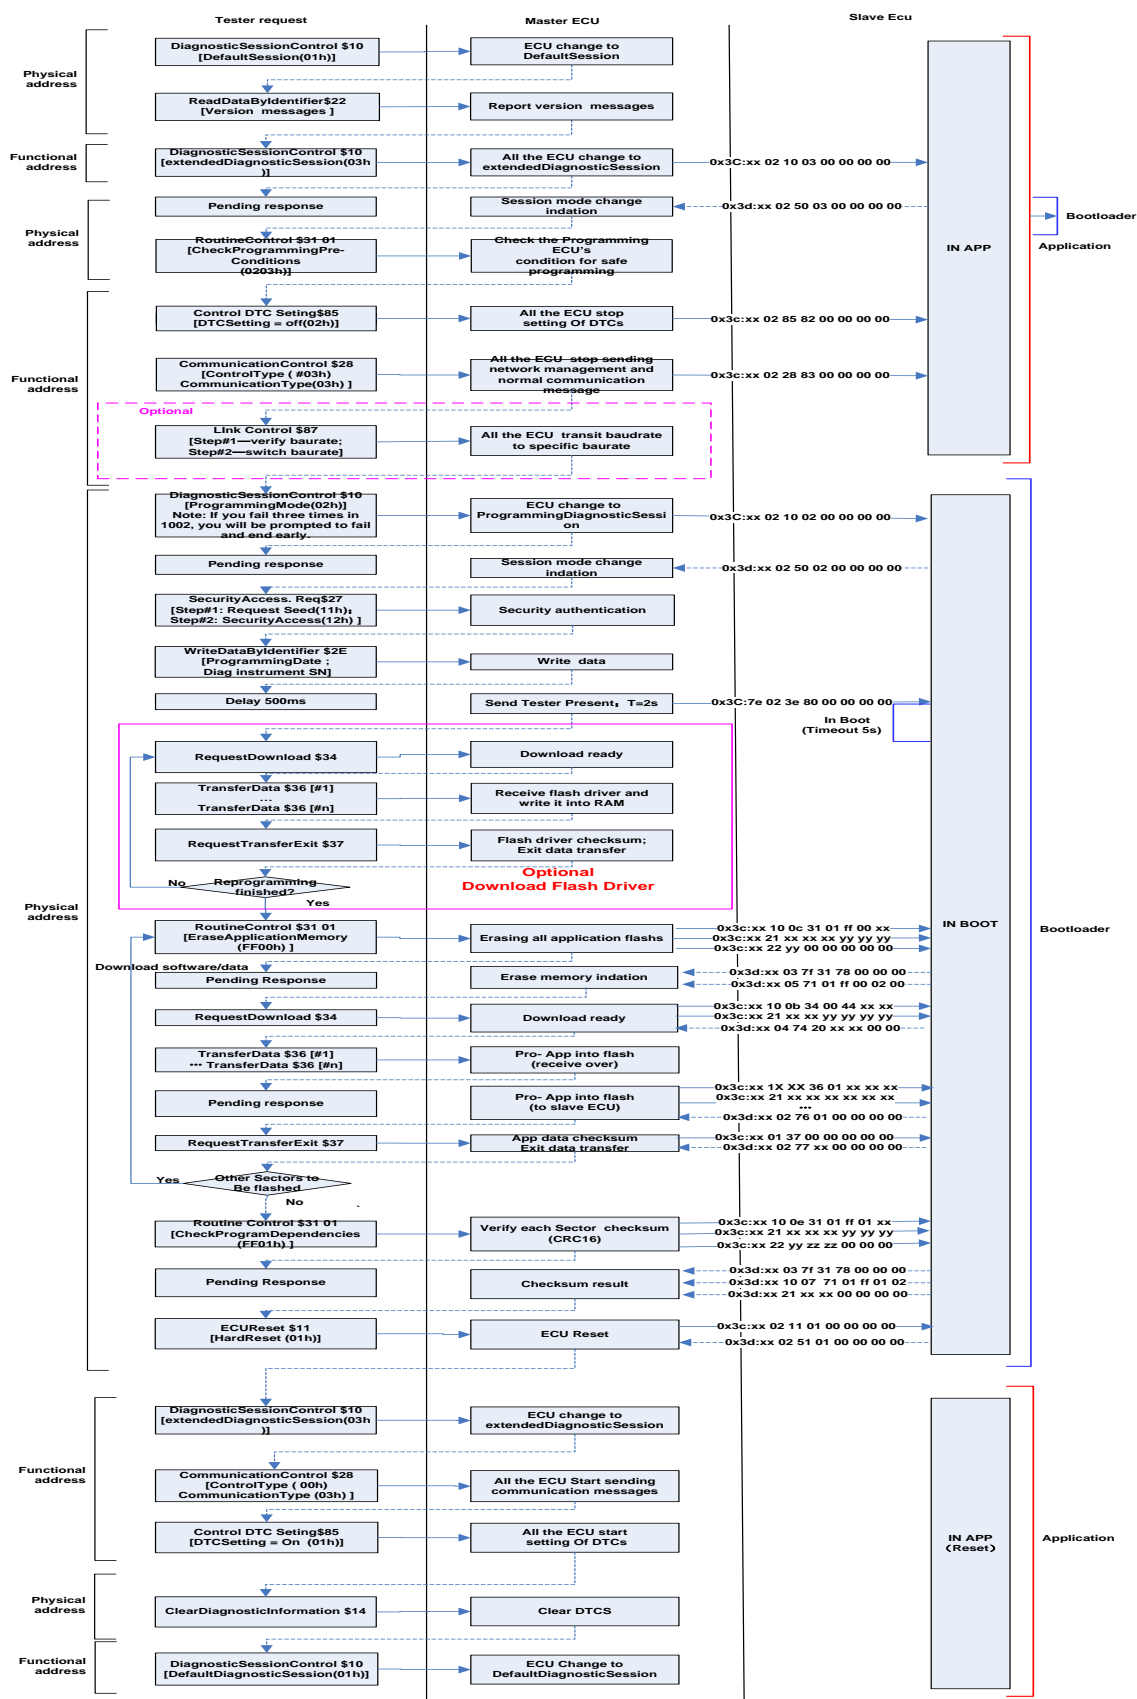 Tester request
Master ECU
Slave Ecu
Physical
address
DiagnosticSessionControl $10
[DefaultSession(01h)]
ECU change to
DefaultSession
ReadDataByIdentifier$22
[Version messages ]
Report version messages
Functional
address
DiagnosticSessionControl $10
[extendedDiagnosticSession(03h
)]
All the ECU change to
extendedDiagnosticSession
0x3C:xx 02 10 03 00 00 00 00
Physical
address
Pending response
Session mode change
indation
0x3d:xx 02 50 03 00 00 00 00
Bootloader
Application
IN APP
RoutineControl $31 01
[CheckProgrammingPre-
Conditions
(0203h)]
Check the Programming
ECU's
condition for safe
programming
Functional
address
Control DTC Seting$85
[DTCSetting = off(02h)]
All the ECU stop
setting Of DTCs
0x3c:xx 02 85 82 00 00 00 00
CommunicationControl $28
[ControlType ( #03h)
CommunicationType(03h) ]
All the ECU stop sending
network management and
normal communication
message
0x3c:xx 02 28 83 00 00 00 00
Optional
LInk Control $87
[Step#1—verify baurate;
Step#2—switch baurate]
All the ECU transit baudrate
to specific baurate
DiagnosticSessionControl $10
[ProgrammingMode(02h)]
Note: If you fail three times in
1002, you will be prompted to fail
and end early.
ECU change to
ProgrammingDiagnosticSessi
on
0x3C:xx 02 10 02 00 00 00 00
Pending response
Session mode change
indation
0x3d:xx 02 50 02 00 00 00 00
SecurityAccess. Req$27
[Step#1: Request Seed(11h);
Step#2: SecurityAccess(12h) ]
Security authentication
WriteDataByIdentifier $2E
[ProgrammingDate ;
Diag instrument SN]
Write data
Delay 500ms
Send Tester Present, T=2s
0x3C:7e 02 3e 80 00 00 00 00
In Boot
(Timeout 5s)
RequestDownload $34
Download ready
TransferData $36 [#1]
...
TransferData $36 [#n]
Receive flash driver and
write it into RAM
RequestTransferExit $37
Flash driver checksum;
Exit data transfer
Optional
Download Flash Driver
No
Reprogramming
finished?
Yes
Physical
address
IN BOOT
Bootloader
RoutineControl $31 01
[EraseApplicationMemory
(FF00h) ]
Erasing all application flashs
0x3c:xx 10 0c 31 01 ff 00 xx
0x3c:xx 21 xx xx xx yy yy yy
0x3c:xx 22 yy 00 00 00 00 00
Download software/data
Pending Response
Erase memory indation
0x3d:xx 03 7f 31 78 00 00 00
0x3d:xx 05 71 01 ff 00 02 00
RequestDownload $34
Download ready
0x3c:xx 10 0b 34 00 44 xx xx
0x3c:xx 21 xx xx yy yy yy yy
0x3d:xx 04 74 20 xx xx 00 00
TransferData $36 [#1]
... TransferData $36 [#n]
Pro- App into flash
(receive over)
Pending response
Pro- App into flash
(to slave ECU)
0x3c:xx 1X XX 36 01 xx xx xx
0x3c:xx 21 xx xx xx xx xx xx
...
0x3d:xx 02 76 01 00 00 00 00
RequestTransferExit $37
App data checksum
Exit data transfer
0x3c:xx 01 37 00 00 00 00 00
0x3d:xx 02 77 xx 00 00 00 00
Yes
Other Sectors to
Be flashed
No
Routine Control $31 01
[CheckProgramDependencies
(FF01h) ]
Verify each Sector checksum
(CRC16)
0x3c:xx 10 0e 31 01 ff 01 xx
0x3c:xx 21 xx xx xx yy yy yy
0x3c:xx 22 yy zz zz 00 00 00
Pending Response
Checksum result
0x3d:xx 03 7f 31 78 00 00 00
0x3d:xx 10 07 71 01 ff 01 02
0x3d:xx 21 xx xx 00 00 00 00
ECUReset $11
[HardReset (01h)]
ECU Reset
0x3c:xx 02 11 01 00 00 00 00
0x3d:xx 02 51 01 00 00 00 00
Functional
address
DiagnosticSessionControl $10
[extendedDiagnosticSession(03h
)]
ECU change to
extendedDiagnosticSession
CommunicationControl $28
[ControlType ( 00h)
CommunicationType (03h) ]
All the ECU Start sending
communication messages
Control DTC Seting$85
[DTCSetting = On (01h)]
All the ECU start
setting Of DTCs
IN APP
(Reset)
Application
Physical
address
ClearDiagnosticInformation $14
Clear DTCS
Functional
address
DiagnosticSessionControl $10
[DefaultDiagnosticSession(01h)]
ECU Change to
DefaultDiagnosticSession